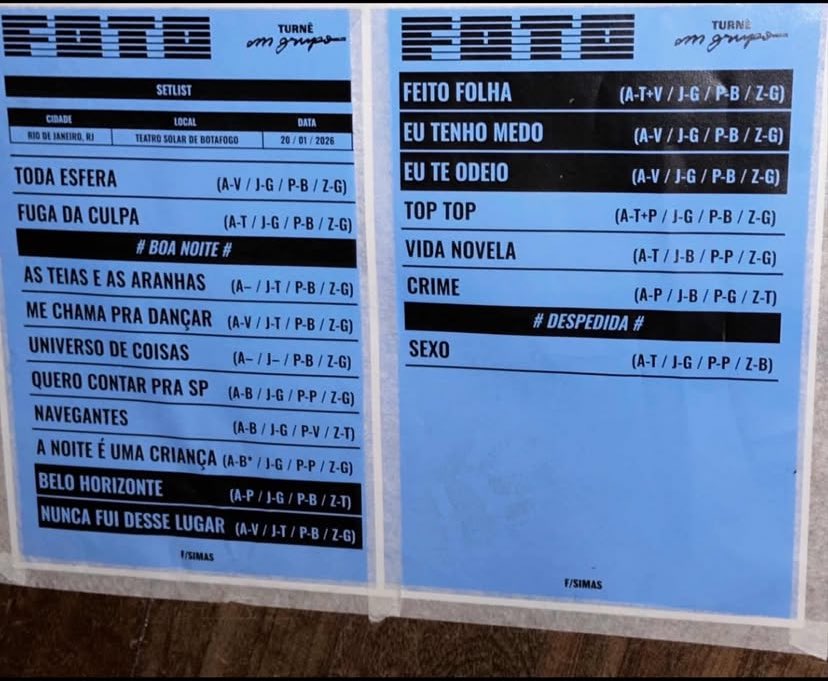 FATO
TURNÊ
em grupo
SETLIST
CIDADE LOCAL DATA
RIO DE JANEIRO, RJ TEATRO SOLAR DE BOTAFOGO 20 / 01 / 2026
TODA ESFERA (A-V / J-G / P-B / Z-G)
FUGA DA CULPA (A-T / J-G / P-B / Z-G)
# BOA NOITE #
AS TEIAS E AS ARANHAS (A– / J-T / P-B / Z-G)
ME CHAMA PRA DANÇAR (A-V / J-T / P-B / Z-G)
UNIVERSO DE COISAS (A– / J– / P-B / Z-G)
QUERO CONTAR PRA SP (A-B / J-G / P-P / Z-G)
NAVEGANTES (A-B / J-G / P-V / Z-T)
A NOITE É UMA CRIANÇA (A-B* / J-G / P-P / Z-G)
BELO HORIZONTE (A-P / J-G / P-B / Z-T)
NUNCA FUI DESSE LUGAR (A-V / J-T / P-B / Z-G)
F/SIMAS
FATO
TURNÊ
em grupo
FEITO FOLHA (A-T+V / J-G / P-B / Z-G)
EU TENHO MEDO (A-V / J-G / P-B / Z-G)
EU TE ODEIO (A-V / J-G / P-B / Z-G)
TOP TOP (A-T+P / J-G / P-B / Z-G)
VIDA NOVELA (A-T / J-B / P-P / Z-G)
CRIME (A-P / J-B / P-G / Z-T)
# DESPEDIDA #
SEXO (A-T / J-G / P-P / Z-B)
F/SIMAS